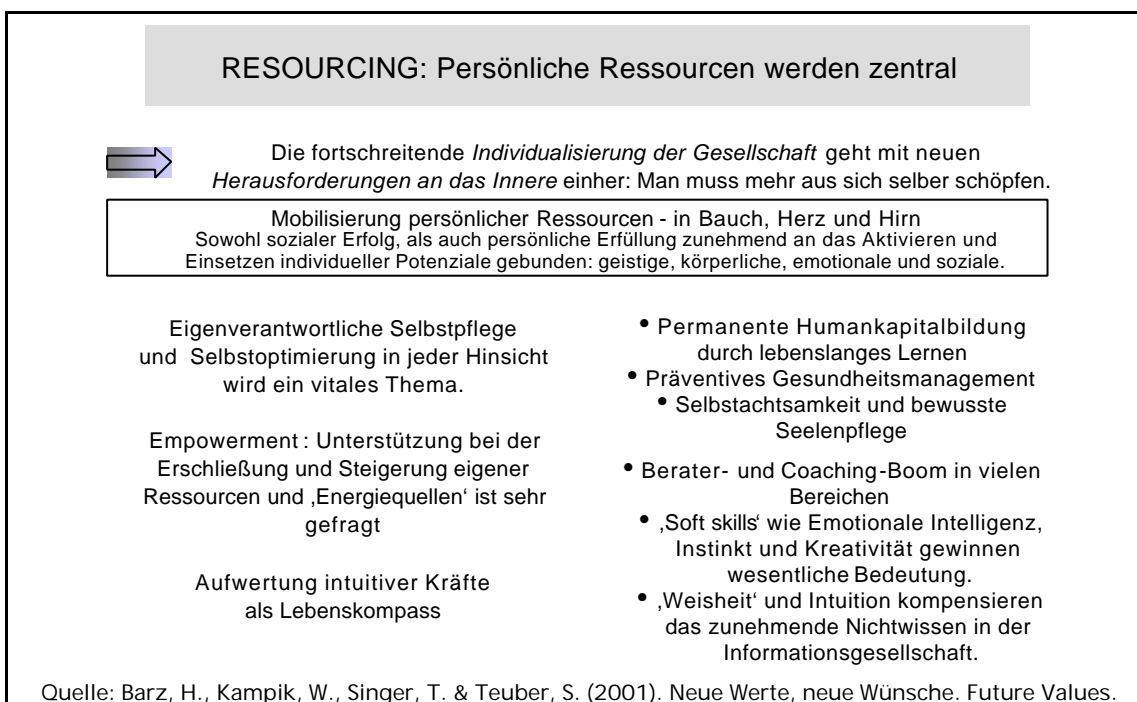 RESOURCING: Persönliche Ressourcen werden zentral
Die fortschreitende Individualisierung der Gesellschaft geht mit neuen
Herausforderungen an das Innere einher: Man muss mehr aus sich selber schöpfen.
Mobilisierung persönlicher Ressourcen - in Bauch, Herz und Hirn
Sowohl sozialer Erfolg, als auch persönliche Erfüllung zunehmend an das Aktivieren und
Einsetzen individueller Potenziale gebunden: geistige, körperliche, emotionale und soziale.
Eigenverantwortliche Selbstpflege
und Selbstoptimierung in jeder Hinsicht
wird ein vitales Thema.
Empowerment : Unterstützung bei der
Erschließung und Steigerung eigener
Ressourcen und ‚Energiequellen‘ ist sehr
gefragt
Aufwertung intuitiver Kräfte
als Lebenskompass
• Permanente Humankapitalbildung
durch lebenslanges Lernen
• Präventives Gesundheitsmanagement
• Selbstachtsamkeit und bewusste
Seelenpflege
• Berater- und Coaching-Boom in vielen
Bereichen
• ‚Soft skills‘ wie Emotionale Intelligenz,
Instinkt und Kreativität gewinnen
wesentliche Bedeutung.
• ‚Weisheit‘ und Intuition kompensieren
das zunehmende Nichtwissen in der
Informationsgesellschaft.
Quelle: Barz, H., Kampik, W., Singer, T. & Teuber, S. (2001). Neue Werte, neue Wünsche. Future Values.